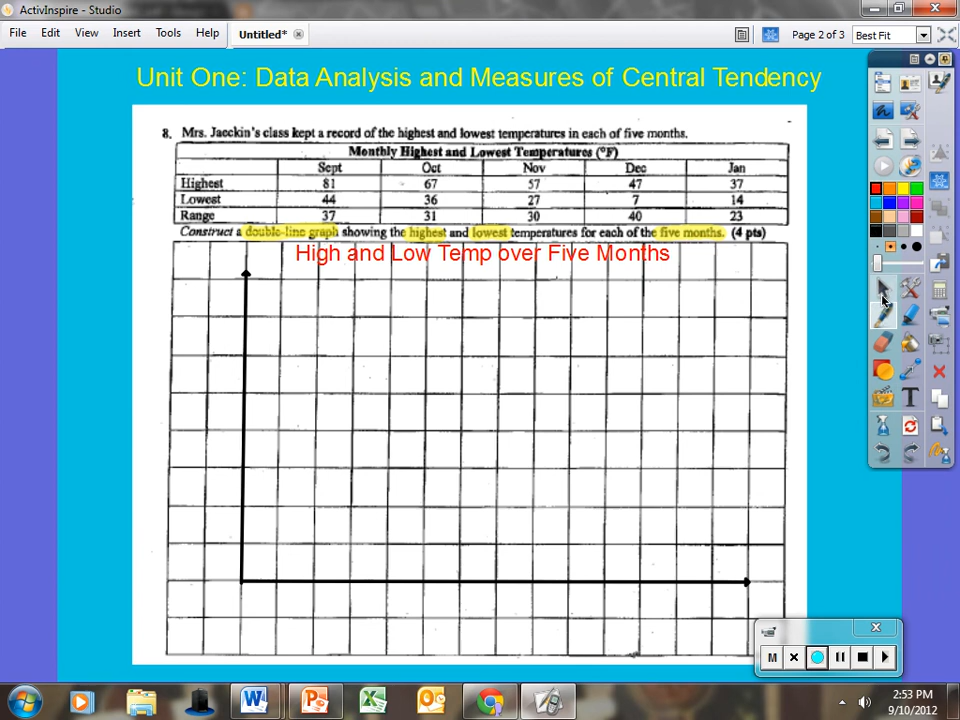 ActivInspire - Studio
File Edit View Insert Tools Help Untitled* Page 2 of 3 Best Fit
Unit One: Data Analysis and Measures of Central Tendency
8. Mrs. Jaeckin's class kept a record of the highest and lowest temperatures in each of five months.
Monthly Highest and Lowest Temperatures (°F)
Sept Oct Nov Dec Jan
Highest 81 67 57 47 37
Lowest 44 36 27 7 14
Range 37 31 30 40 23
Construct a double-line graph showing the highest and lowest temperatures for each of the five months. (4 pts)
High and Low Temp over Five Months
T
M
2:53 PM
9/10/2012